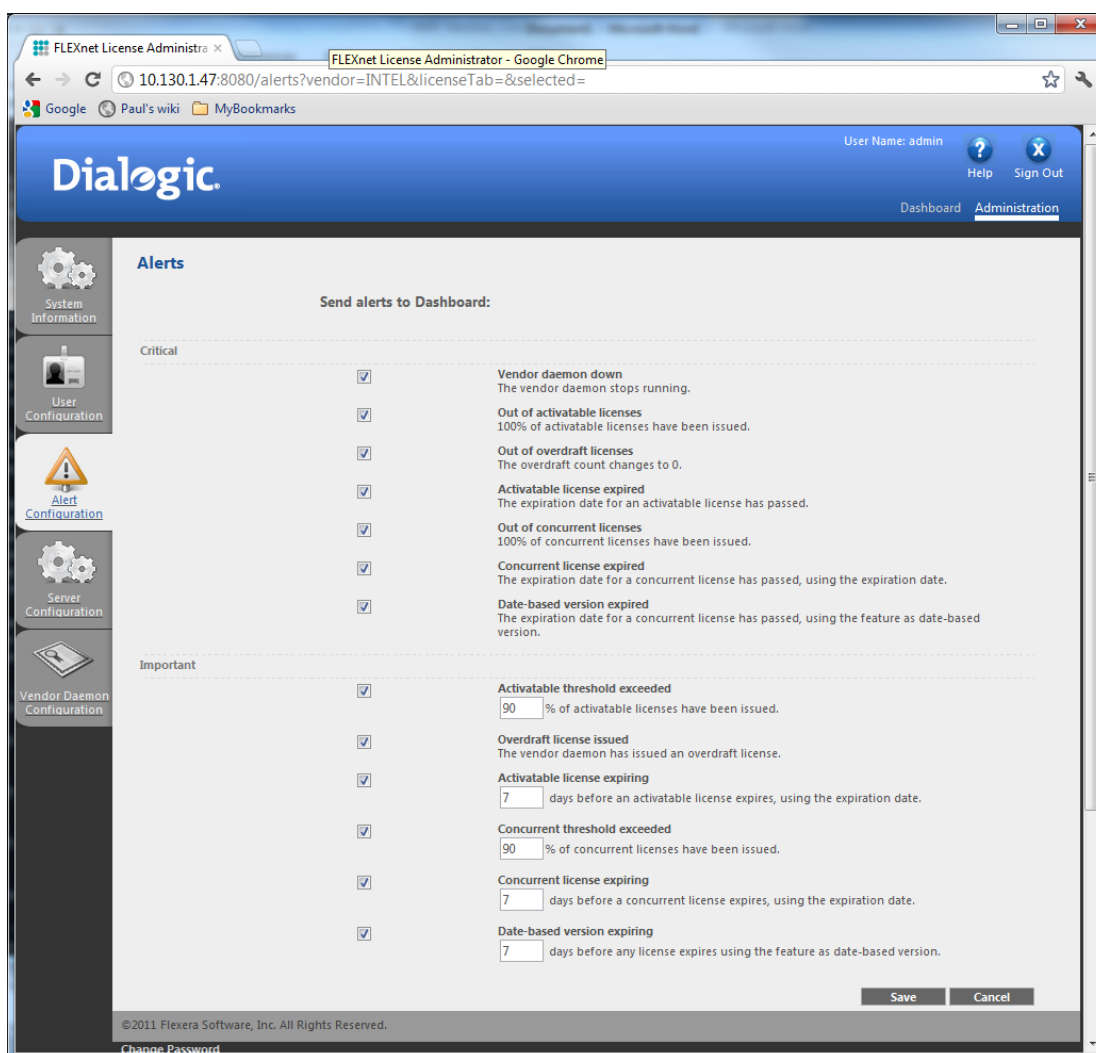 FLEXnet License Administra
FLEXnet License Administrator - Google Chrome
10.130.1.47:8080/alerts?vendor=INTEL&licenseTab=&selected=
Google Paul's wiki MyBookmarks
Dialogic.
User Name: admin
Help Sign Out
Dashboard Administration
System
Information
User
Configuration
Alert
Configuration
Server
Configuration
Vendor Daemon
Configuration
Alerts
Send alerts to Dashboard:
Critical
Vendor daemon down
The vendor daemon stops running.
Out of activatable licenses
100% of activatable licenses have been issued.
Out of overdraft licenses
The overdraft count changes to 0.
Activatable license expired
The expiration date for an activatable license has passed.
Out of concurrent licenses
100% of concurrent licenses have been issued.
Concurrent license expired
The expiration date for a concurrent license has passed, using the expiration date.
Date-based version expired
The expiration date for a concurrent license has passed, using the feature as date-based
version.
Important
Activatable threshold exceeded
90 % of activatable licenses have been issued.
Overdraft license issued
The vendor daemon has issued an overdraft license.
Activatable license expiring
7 days before an activatable license expires, using the expiration date.
Concurrent threshold exceeded
90 % of concurrent licenses have been issued.
Concurrent license expiring
7 days before a concurrent license expires, using the expiration date.
Date-based version expiring
7 days before any license expires using the feature as date-based version.
Save Cancel
©2011 Flexera Software, Inc. All Rights Reserved.
Change Password